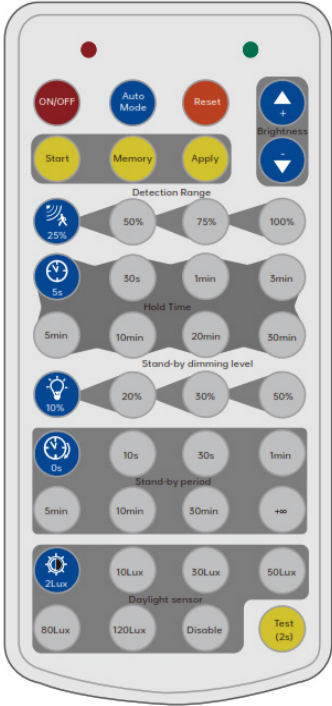 ON/OFF
Auto
Mode
Reset
+
Brightness
-
Start
Memory
Apply
Detection Range
25%
50%
75%
100%
5s
30s
1min
3min
Hold Time
5min
10min
20min
30min
Stand-by dimming level
10%
20%
30%
50%
0s
10s
30s
1min
Stand-by period
5min
10min
30min
+∞
2Lux
10Lux
30Lux
50Lux
Daylight sensor
80Lux
120Lux
Disable
Test
(2s)